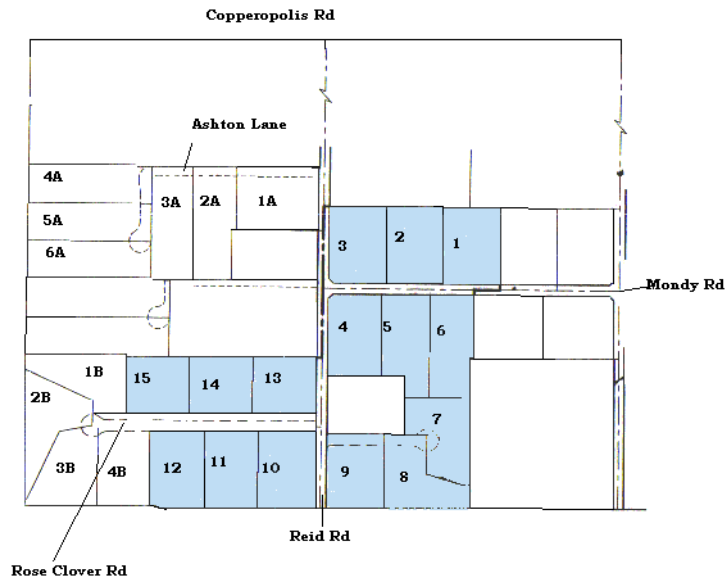 Copperopolis Rd
Ashton Lane
4A
3A
2A
1A
5A
6A
3
2
1
Mondy Rd
4
5
6
1B
15
14
13
2B
7
3B
4B
12
11
10
9
8
Reid Rd
Rose Clover Rd